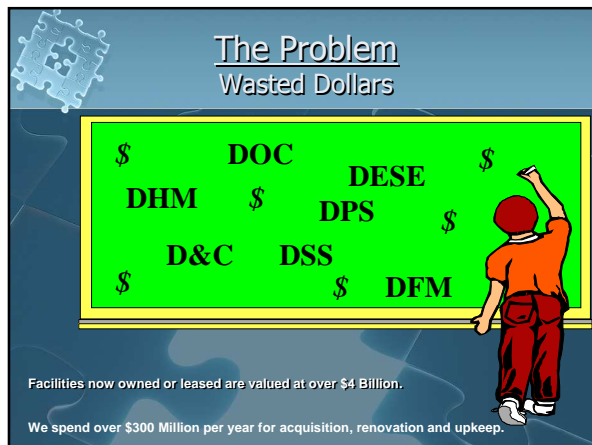 The Problem
Wasted Dollars
$ DOC $
DESE
DHM $ DPS $
D&C DSS
$ $ DFM
Facilities now owned or leased are valued at over $4 Billion.
We spend over $300 Million per year for acquisition, renovation and upkeep.